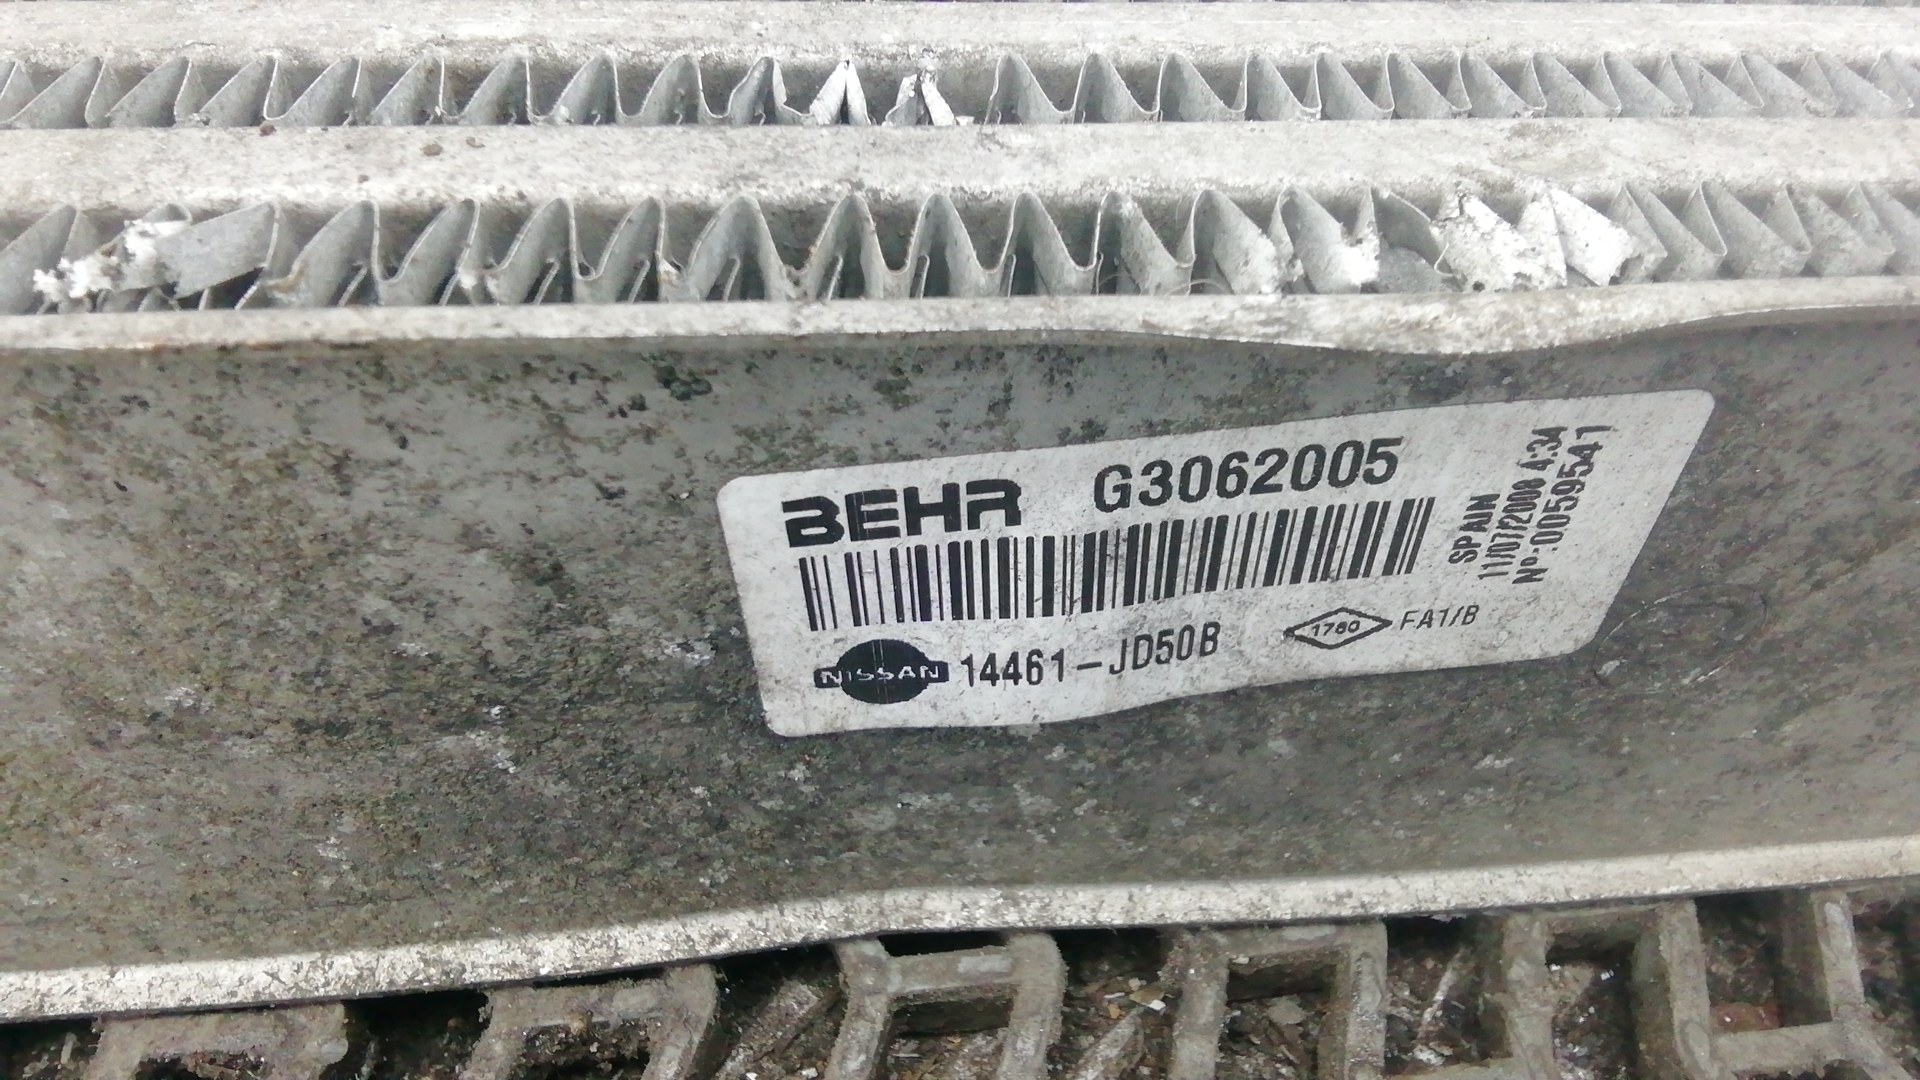 BEHR G3062005
NISSAN 14461-JD50B
1780 FA1/B
SPAIN
11/07/2008 4:34
Nº:00595541